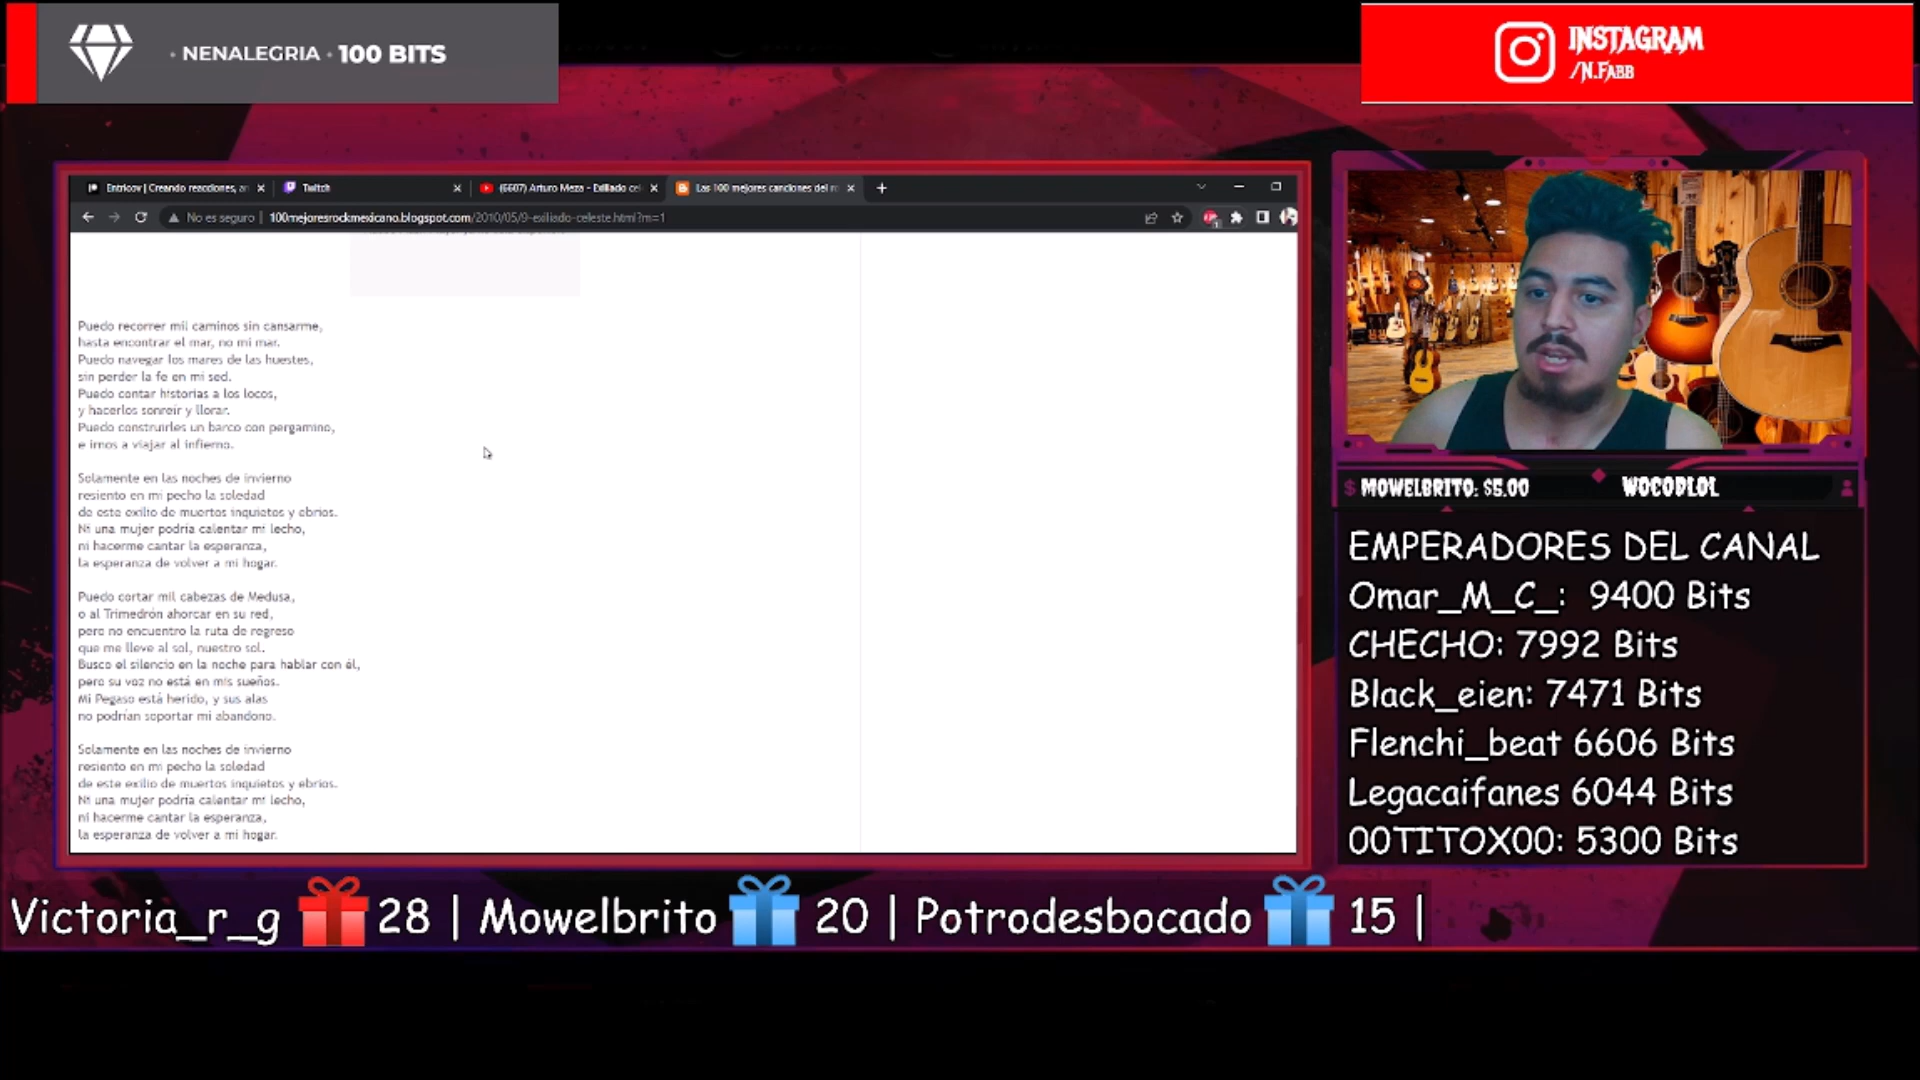 · NENALEGRIA · 100 BITS
INSTAGRAM
/N.FABB
Entricov | Creando reacciones, an
Twitch
(6607) Arturo Meza - Exiliado cel
Las 100 mejores canciones del r
No es seguro | 100mejoresrockmexicano.blogspot.com/2010/05/9-exiliado-celeste.html?m=1
Puedo recorrer mil caminos sin cansarme,
hasta encontrar el mar, no mi mar.
Puedo navegar los mares de las huestes,
sin perder la fe en mi sed.
Puedo contar historias a los locos,
y hacerlos sonreír y llorar.
Puedo construirles un barco con pergamino,
e irnos a viajar al infierno.
Solamente en las noches de invierno
resiento en mi pecho la soledad
de este exilio de muertos inquietos y ebrios.
Ni una mujer podría calentar mi lecho,
ni hacerme cantar la esperanza,
la esperanza de volver a mi hogar.
Puedo cortar mil cabezas de Medusa,
o al Trimedrón ahorcar en su red,
pero no encuentro la ruta de regreso
que me lleve al sol, nuestro sol.
Busco el silencio en la noche para hablar con él,
pero su voz no está en mis sueños.
Mi Pegaso está herido, y sus alas
no podrían soportar mi abandono.
Solamente en las noches de invierno
resiento en mi pecho la soledad
de este exilio de muertos inquietos y ebrios.
Ni una mujer podría calentar mi lecho,
ni hacerme cantar la esperanza,
la esperanza de volver a mi hogar.
MOWELBRITO: $5.00
WOCODLOL
EMPERADORES DEL CANAL
Omar_M_C_: 9400 Bits
CHECHO: 7992 Bits
Black_eien: 7471 Bits
Flenchi_beat 6606 Bits
Legacaifanes 6044 Bits
00TITOX00: 5300 Bits
Victoria_r_g 28 | Mowelbrito 20 | Potrodesbocado 15 |